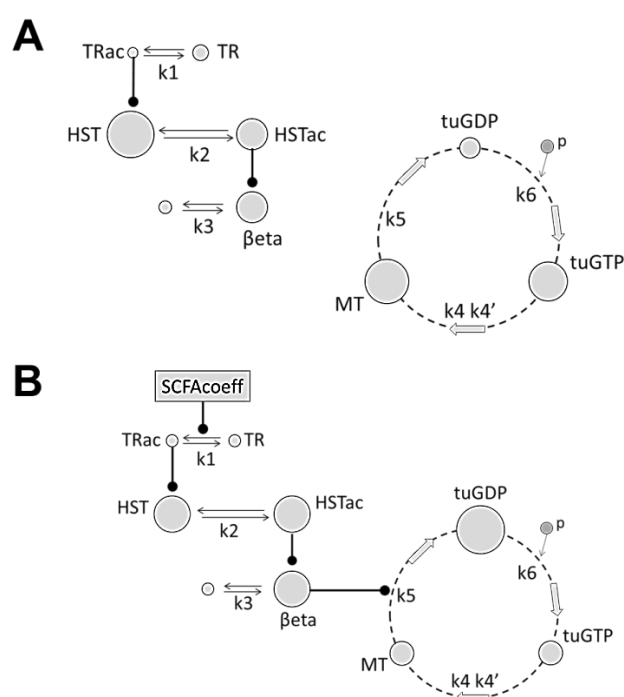 A
TRac
TR
k1
HST
HSTac
k2
k3
βeta
tuGDP
p
k6
k5
tuGTP
MT
k4 k4’
B
SCFAcoeff
TRac
TR
k1
HST
HSTac
k2
tuGDP
p
k6
k3
k5
βeta
tuGTP
MT
k4 k4’